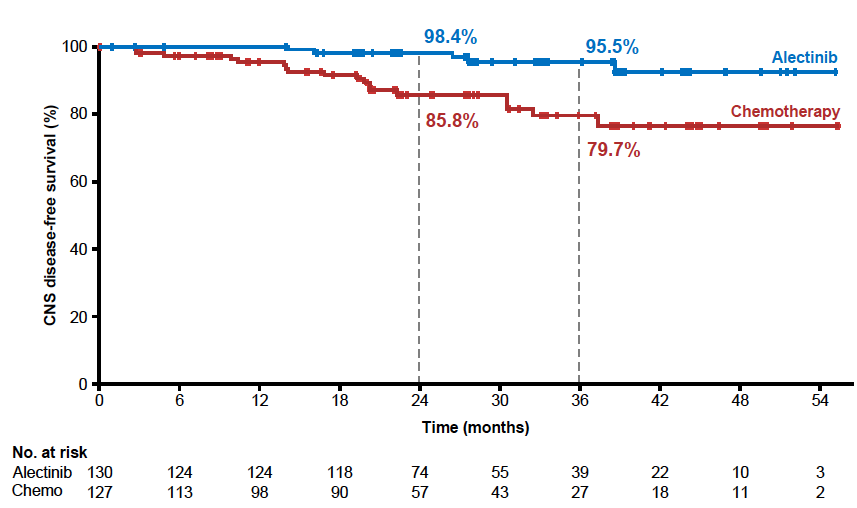 98.4%
95.5%
Alectinib
Chemotherapy
85.8%
79.7%
CNS disease-free survival (%)
100
80
60
40
20
0
0 6 12 18 24 30 36 42 48 54
Time (months)
No. at risk
Alectinib 130 124 124 118 74 55 39 22 10 3
Chemo 127 113 98 90 57 43 27 18 11 2